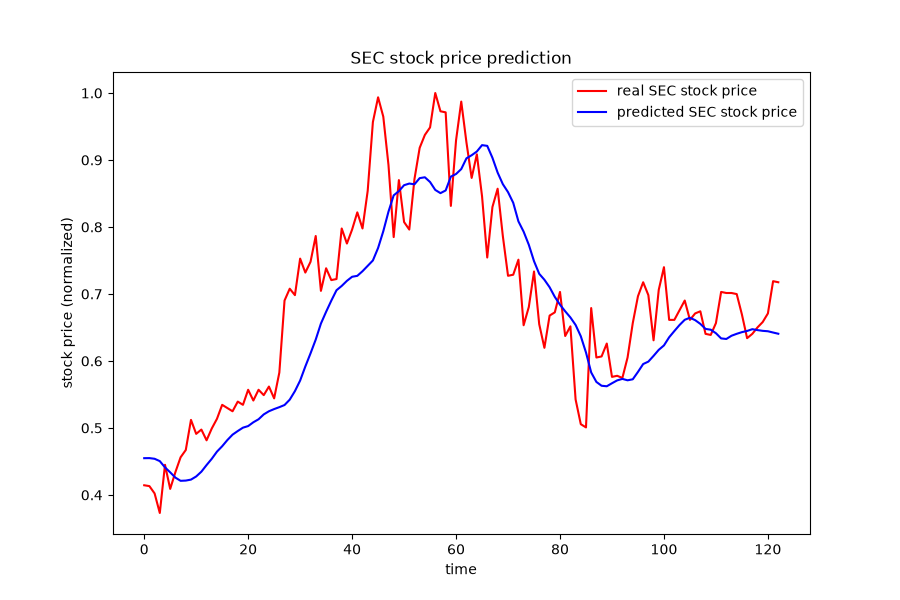 SEC stock price prediction
real SEC stock price
predicted SEC stock price
stock price (normalized)
1.0
0.9
0.8
0.7
0.6
0.5
0.4
0 20 40 60 80 100 120
time